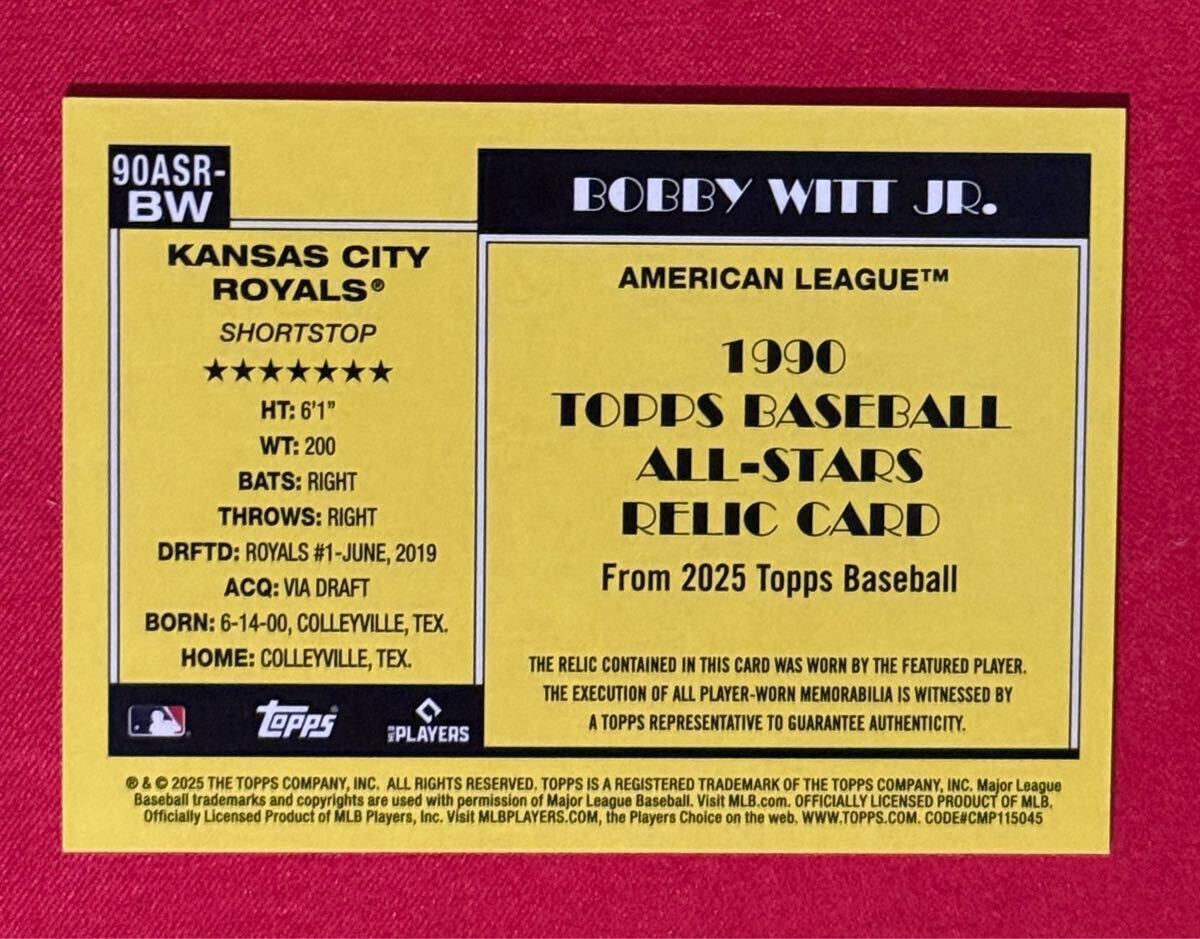 90ASR-
BW
KANSAS CITY
ROYALS®
SHORTSTOP
★★★★★★★
HT: 6'1"
WT: 200
BATS: RIGHT
THROWS: RIGHT
DRFTD: ROYALS #1-JUNE, 2019
ACQ: VIA DRAFT
BORN: 6-14-00, COLLEYVILLE, TEX.
HOME: COLLEYVILLE, TEX.
Topps
MLB PLAYERS
BOBBY WITT JR.
AMERICAN LEAGUE™
1990
TOPPS BASEBALL
ALL-STARS
RELIC CARD
From 2025 Topps Baseball
THE RELIC CONTAINED IN THIS CARD WAS WORN BY THE FEATURED PLAYER.
THE EXECUTION OF ALL PLAYER-WORN MEMORABILIA IS WITNESSED BY
A TOPPS REPRESENTATIVE TO GUARANTEE AUTHENTICITY.
® & © 2025 THE TOPPS COMPANY, INC. ALL RIGHTS RESERVED. TOPPS IS A REGISTERED TRADEMARK OF THE TOPPS COMPANY, INC. Major League
Baseball trademarks and copyrights are used with permission of Major League Baseball. Visit MLB.com. OFFICIALLY LICENSED PRODUCT OF MLB.
Officially Licensed Product of MLB Players, Inc. Visit MLBPLAYERS.COM, the Players Choice on the web. WWW.TOPPS.COM. CODE#CMP115045